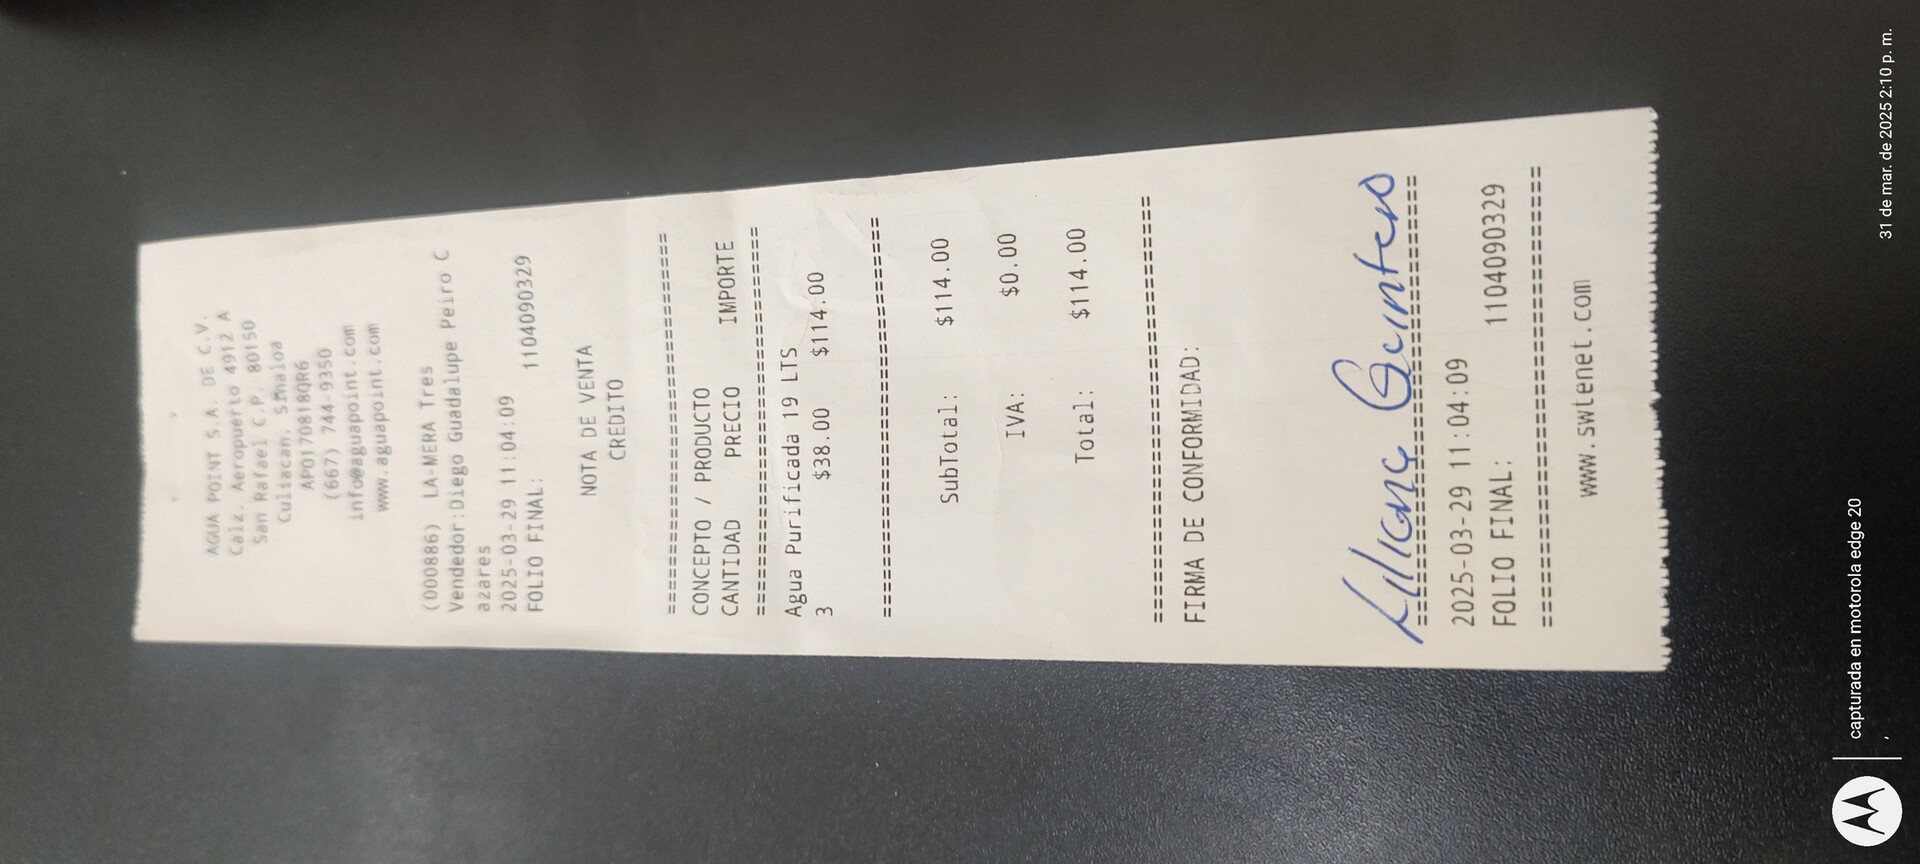 AGUA POINT S.A. DE C.V.
Calz. Aeropuerto 4912 A
San Rafael C.P. 80150
Culiacan, Sinaloa
APO170818QR6
(667) 744-9350
info@aguapoint.com
www.aguapoint.com
(000886) LA-MERA Tres
Vendedor:Diego Guadalupe Peiro C
azares
2025-03-29 11:04:09
FOLIO FINAL: 1104090329
NOTA DE VENTA
CREDITO
================================
CONCEPTO / PRODUCTO
CANTIDAD PRECIO IMPORTE
================================
Agua Purificada 19 LTS
3 $38.00 $114.00
================================
SubTotal: $114.00
IVA: $0.00
Total: $114.00
================================
FIRMA DE CONFORMIDAD:
Liliana Quintero
================================
2025-03-29 11:04:09
FOLIO FINAL: 1104090329
================================
www.swtenet.com
capturada en motorola edge 20
,
31 de mar. de 2025 2:10 p. m.